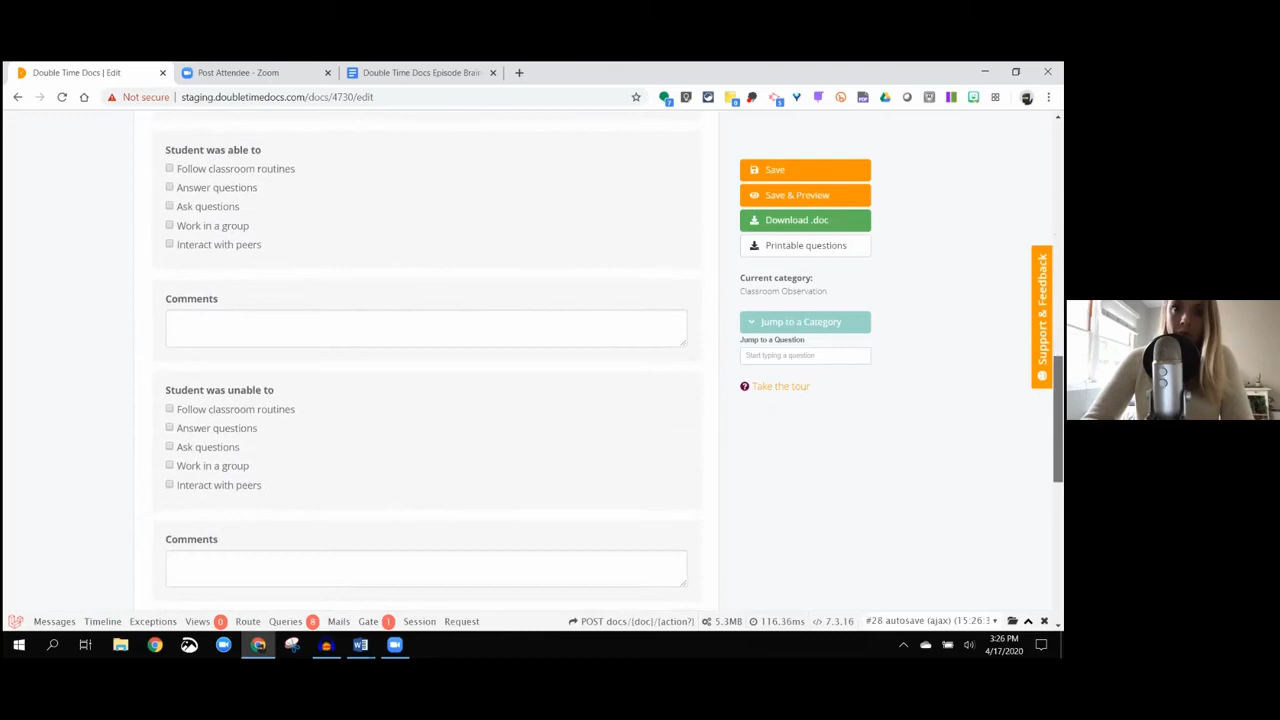 Double Time Docs | Edit
Post Attendee - Zoom
Double Time Docs Episode Brain
Not secure
staging.doubletimedocs.com/docs/4730/edit
Student was able to
Follow classroom routines
Answer questions
Ask questions
Work in a group
Interact with peers
Comments
Student was unable to
Follow classroom routines
Answer questions
Ask questions
Work in a group
Interact with peers
Comments
Save
Save & Preview
Download .doc
Printable questions
Current category:
Classroom Observation
Jump to a Category
Jump to a Question
Start typing a question
Take the tour
Support & Feedback
Messages Timeline Exceptions Views 0 Route Queries 8 Mails Gate 1 Session Request POST docs/{doc}/{action?} 5.3MB 116.36ms 7.3.16 #28 autosave (ajax) (15:26:
3:26 PM
4/17/2020